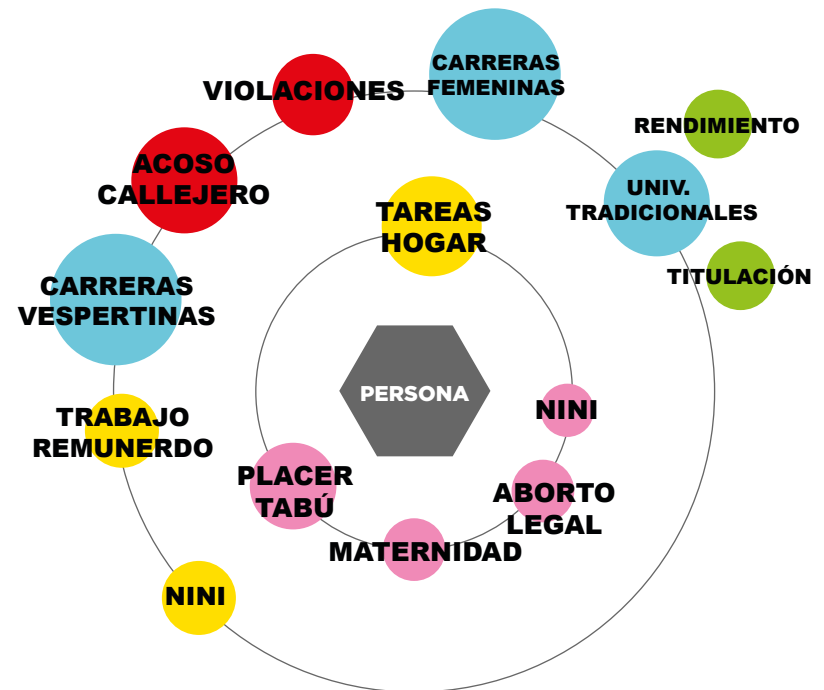 CARRERAS
FEMENINAS
VIOLACIONES
RENDIMIENTO
ACOSO
CALLEJERO
UNIV.
TRADICIONALES
TAREAS
HOGAR
TITULACIÓN
CARRERAS
VESPERTINAS
PERSONA
NINI
TRABAJO
REMUNERDO
PLACER
TABÚ
ABORTO
LEGAL
MATERNIDAD
NINI